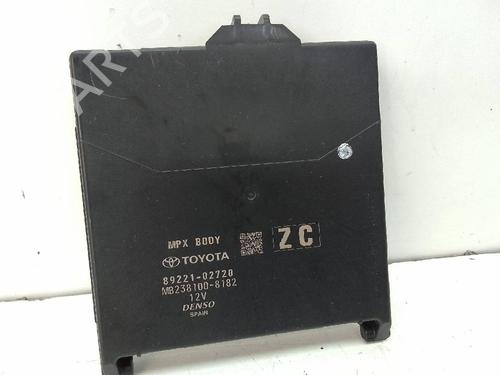 MPX BODY
ZC
TOYOTA
89221-02720
MB238100-8182
12V
DENSO
SPAIN